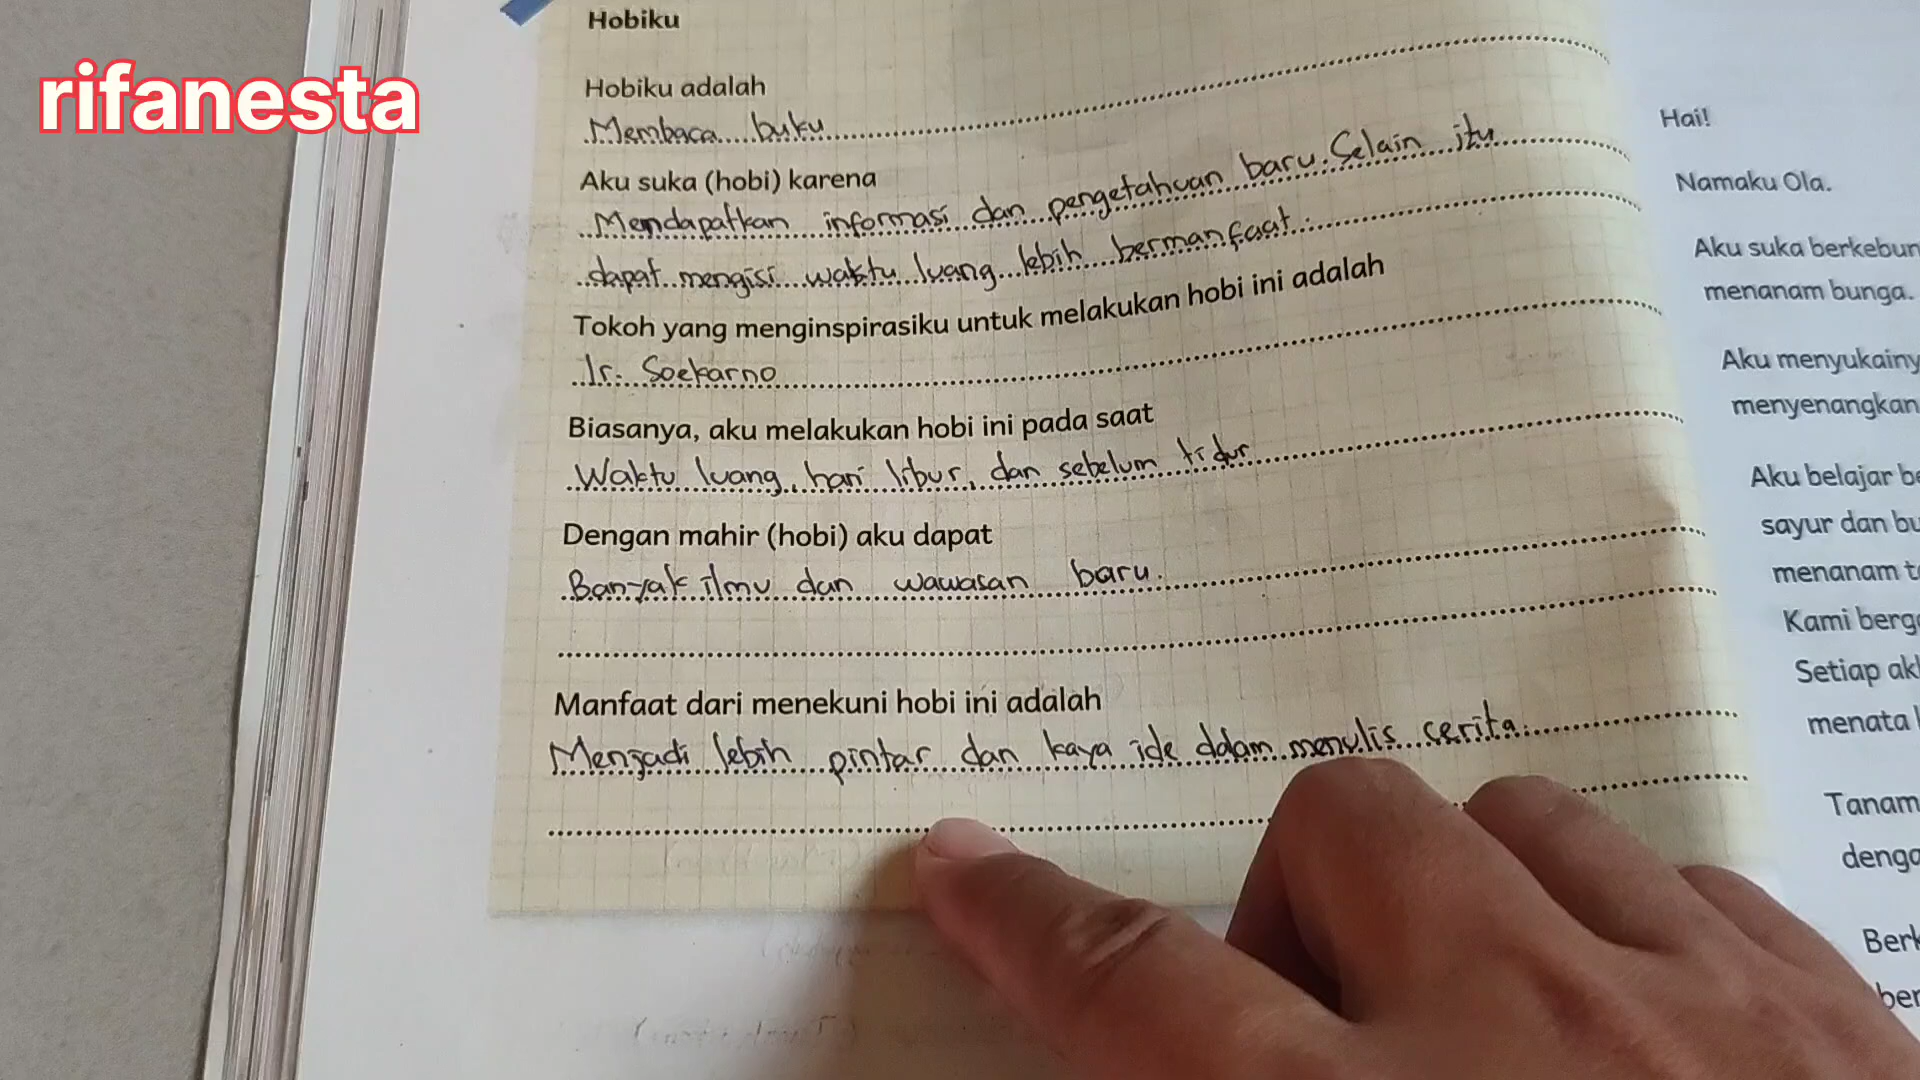 rifanesta
Hobiku
Hobiku adalah
Membaca buku
Aku suka (hobi) karena
Mendapatkan informasi dan pengetahuan baru. Selain itu
dapat mengisi waktu luang lebih bermanfaat.
Tokoh yang menginspirasiku untuk melakukan hobi ini adalah
Ir. Soekarno
Biasanya, aku melakukan hobi ini pada saat
Waktu luang, hari libur, dan sebelum tidur
Dengan mahir (hobi) aku dapat
Banyak ilmu dan wawasan baru.
Manfaat dari menekuni hobi ini adalah
Menjadi lebih pintar dan kaya ide dalam menulis cerita.
Hai!
Namaku Ola.
Aku suka berkebun
menanam bunga.
Aku menyukainy
menyenangkan
Aku belajar be
sayur dan bu
menanam t
Kami berg
Setiap ak
menata
Tanam
denga
Berk
ber